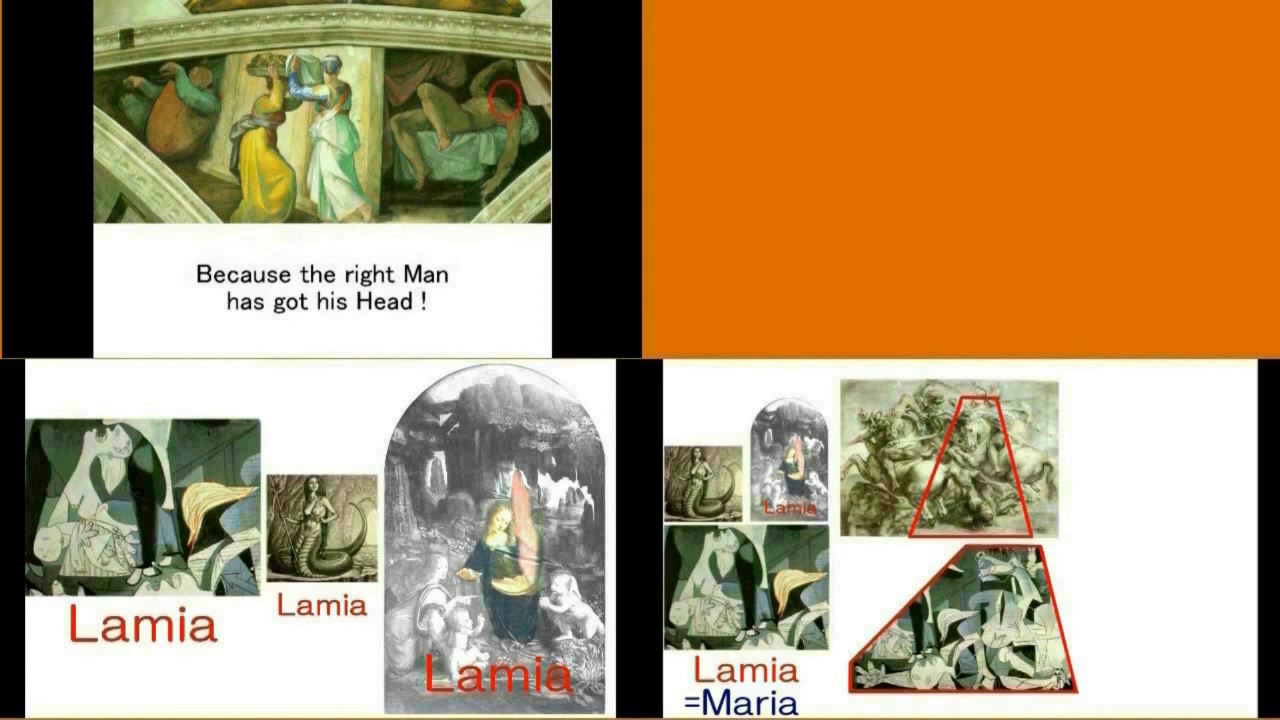 Because the right Man
has got his Head !
Lamia
Lamia
Lamia
Lamia
Lamia
=Maria